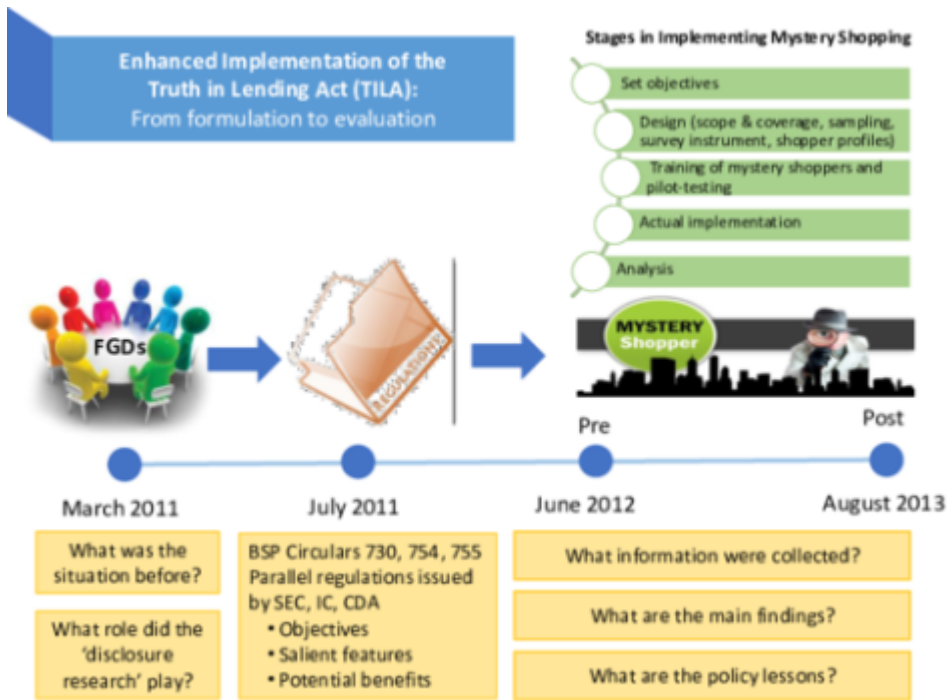 Enhanced Implementation of the
Truth in Lending Act (TILA):
From formulation to evaluation
Stages in Implementing Mystery Shopping
Set objectives
Design (scope & coverage, sampling,
survey instrument, shopper profiles)
Training of mystery shoppers and
pilot-testing
Actual implementation
Analysis
FGDs
REGULATIONS
MYSTERY
Shopper
Pre
Post
March 2011
July 2011
June 2012
August 2013
What was the
situation before?
What role did the
‘disclosure
research’ play?
BSP Circulars 730, 754, 755
Parallel regulations issued
by SEC, IC, CDA
• Objectives
• Salient features
• Potential benefits
What information were collected?
What are the main findings?
What are the policy lessons?